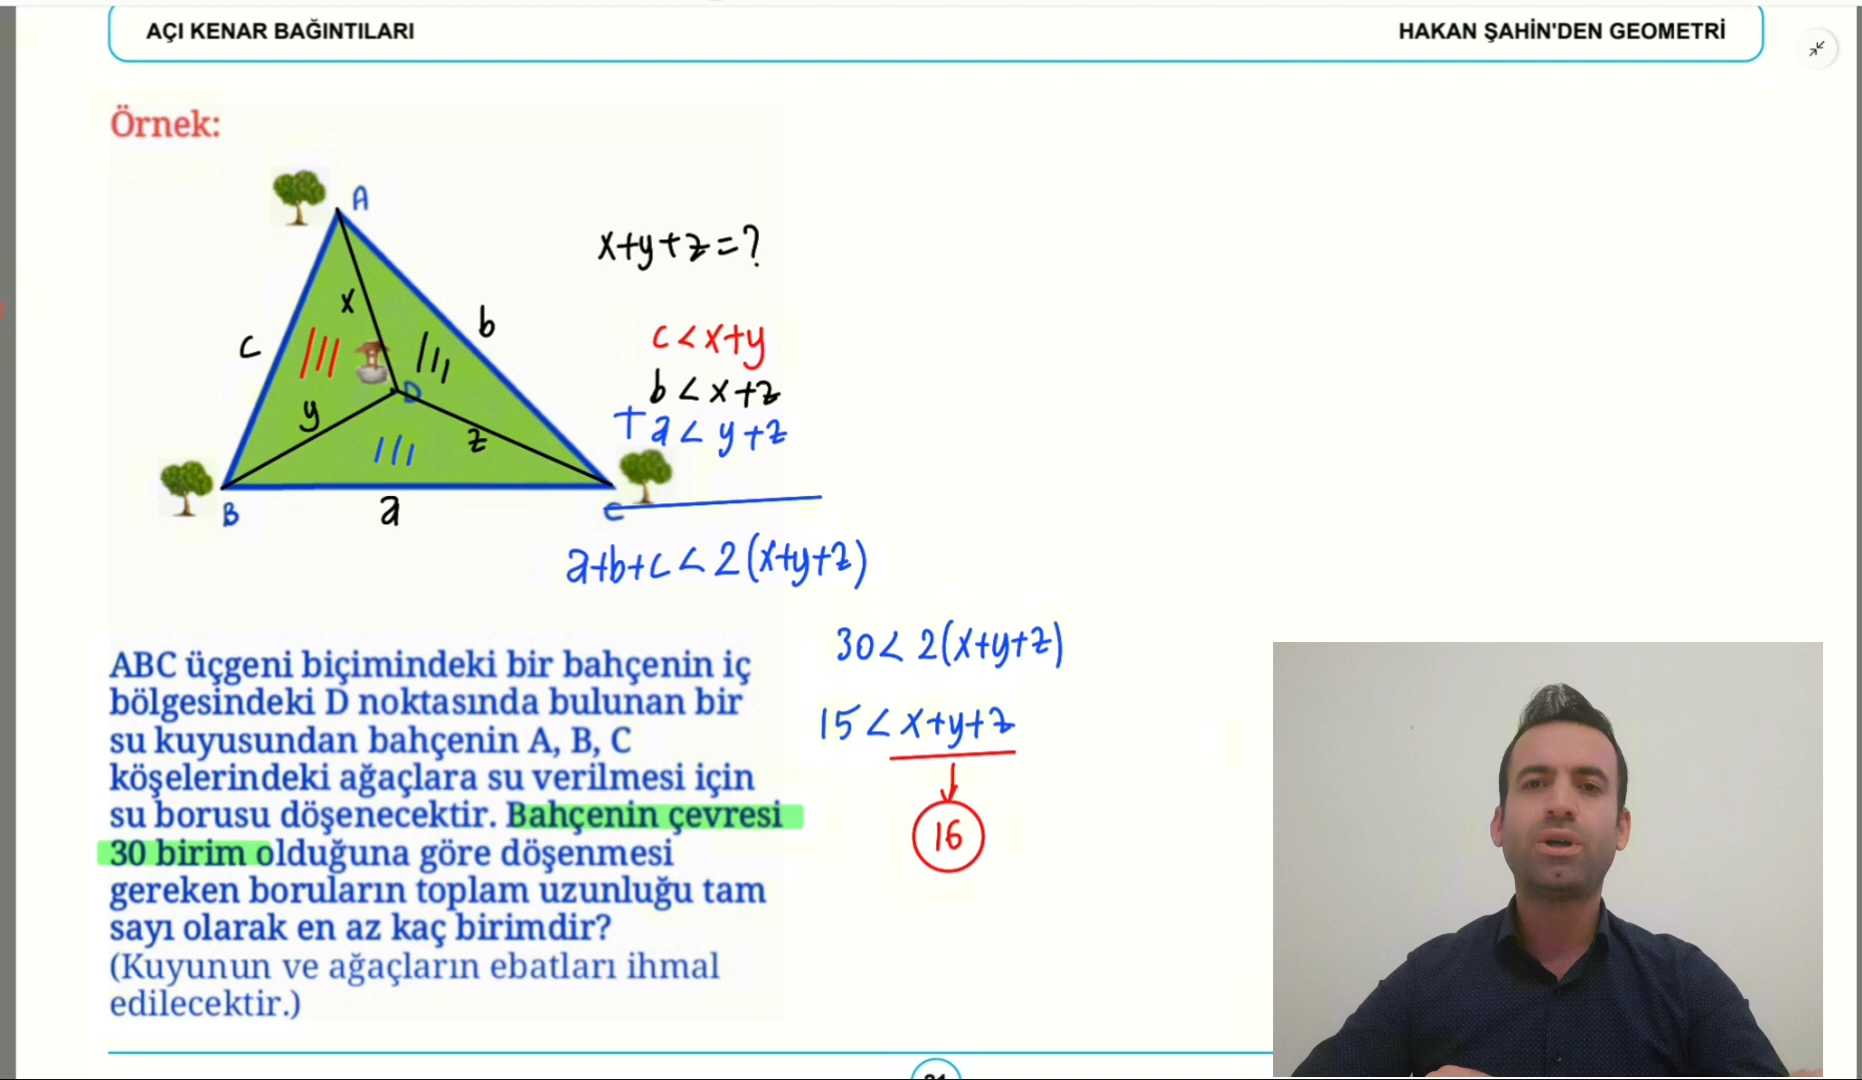 AÇI KENAR BAĞINTILARI
HAKAN ŞAHİN'DEN GEOMETRİ
Örnek:
A
x+y+z=?
x
b
c
c<x+y
D
b<x+z
y
+a<y+z
z
B
a
C
a+b+c<2(x+y+z)
30<2(x+y+z)
15<x+y+z
16
ABC üçgeni biçimindeki bir bahçenin iç
bölgesindeki D noktasında bulunan bir
su kuyusundan bahçenin A, B, C
köşelerindeki ağaçlara su verilmesi için
su borusu döşenecektir. Bahçenin çevresi
30 birim olduğuna göre döşenmesi
gereken boruların toplam uzunluğu tam
sayı olarak en az kaç birimdir?
(Kuyunun ve ağaçların ebatları ihmal
edilecektir.)